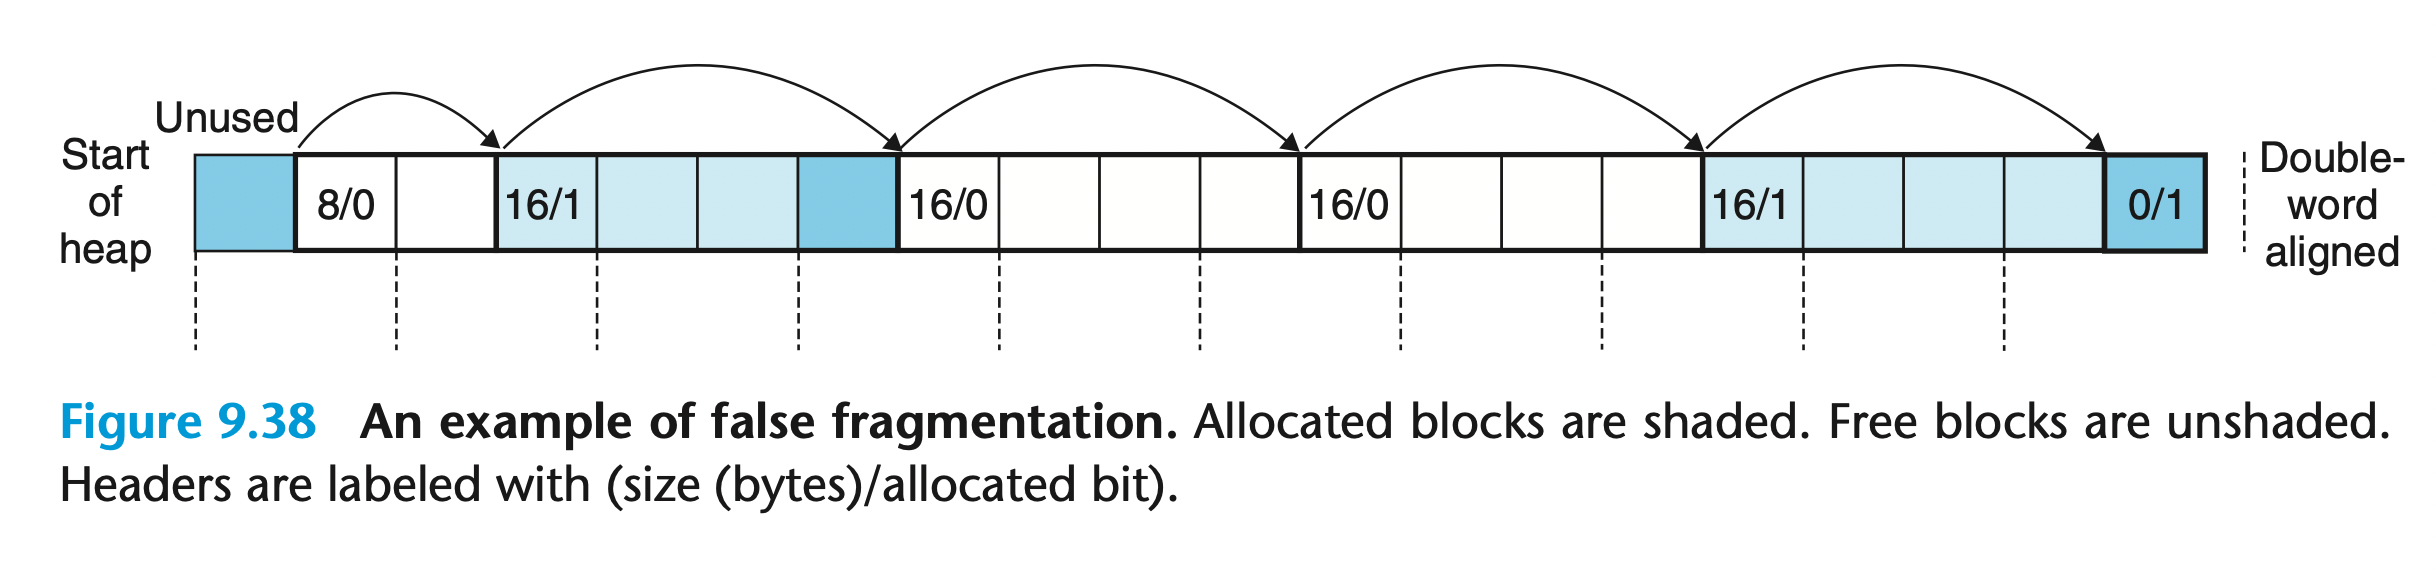 Unused
Start
of
heap
8/0 16/1 16/0 16/0 16/1 0/1
Double-
word
aligned
Figure 9.38 An example of false fragmentation. Allocated blocks are shaded. Free blocks are unshaded.
Headers are labeled with (size (bytes)/allocated bit).